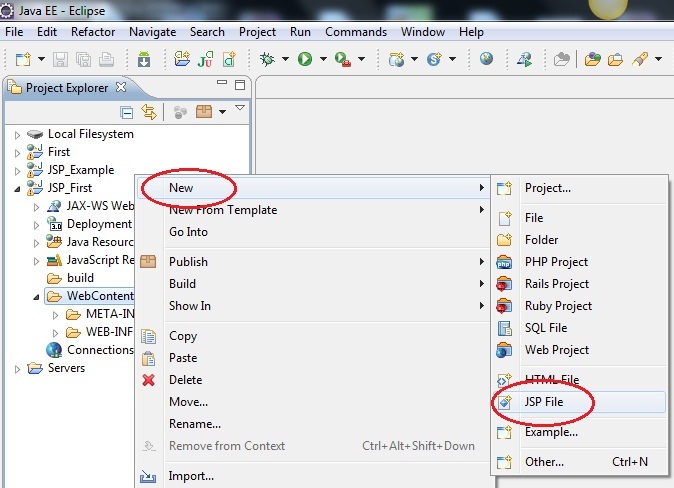 Java EE - Eclipse
File Edit Refactor Navigate Search Project Run Commands Window Help
Project Explorer
Local Filesystem
First
JSP_Example
JSP_First
JAX-WS Web
Deployment
Java Resourc
JavaScript Re
build
WebContent
META-IN
WEB-INF
Connections
Servers
New
New From Template
Go Into
Publish
Build
Show In
Copy
Paste
Delete
Move...
Rename...
Remove from Context Ctrl+Alt+Shift+Down
Import...
Project...
File
Folder
PHP Project
Rails Project
Ruby Project
SQL File
Web Project
HTML File
JSP File
Example...
Other... Ctrl+N